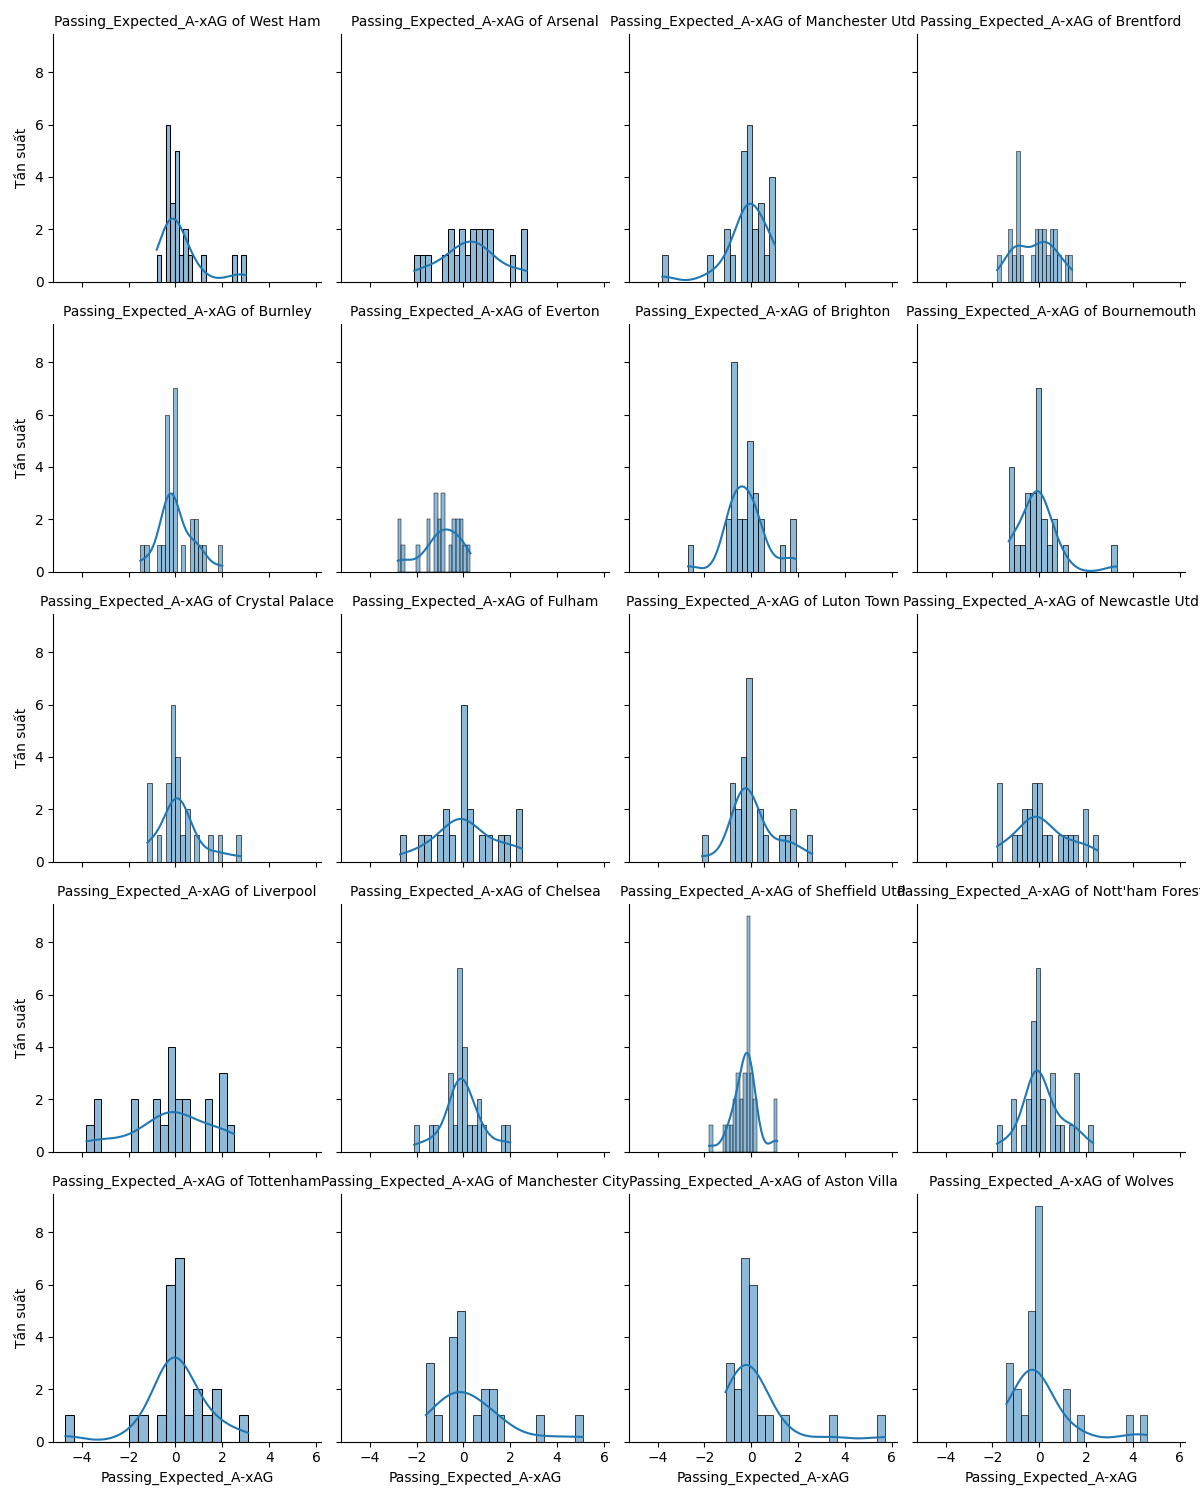 Passing_Expected_A-xAG of West Ham
Passing_Expected_A-xAG of Arsenal
Passing_Expected_A-xAG of Manchester Utd
Passing_Expected_A-xAG of Brentford
8
6
4
2
0
Tần suất
Passing_Expected_A-xAG of Burnley
Passing_Expected_A-xAG of Everton
Passing_Expected_A-xAG of Brighton
Passing_Expected_A-xAG of Bournemouth
8
6
4
2
0
Tần suất
Passing_Expected_A-xAG of Crystal Palace
Passing_Expected_A-xAG of Fulham
Passing_Expected_A-xAG of Luton Town
Passing_Expected_A-xAG of Newcastle Utd
8
6
4
2
0
Tần suất
Passing_Expected_A-xAG of Liverpool
Passing_Expected_A-xAG of Chelsea
Passing_Expected_A-xAG of Sheffield Utd
Passing_Expected_A-xAG of Nott'ham Forest
8
6
4
2
0
Tần suất
Passing_Expected_A-xAG of Tottenham
Passing_Expected_A-xAG of Manchester City
Passing_Expected_A-xAG of Aston Villa
Passing_Expected_A-xAG of Wolves
8
6
4
2
0
Tần suất
−4 −2 0 2 4 6
−4 −2 0 2 4 6
−4 −2 0 2 4 6
−4 −2 0 2 4 6
Passing_Expected_A-xAG
Passing_Expected_A-xAG
Passing_Expected_A-xAG
Passing_Expected_A-xAG